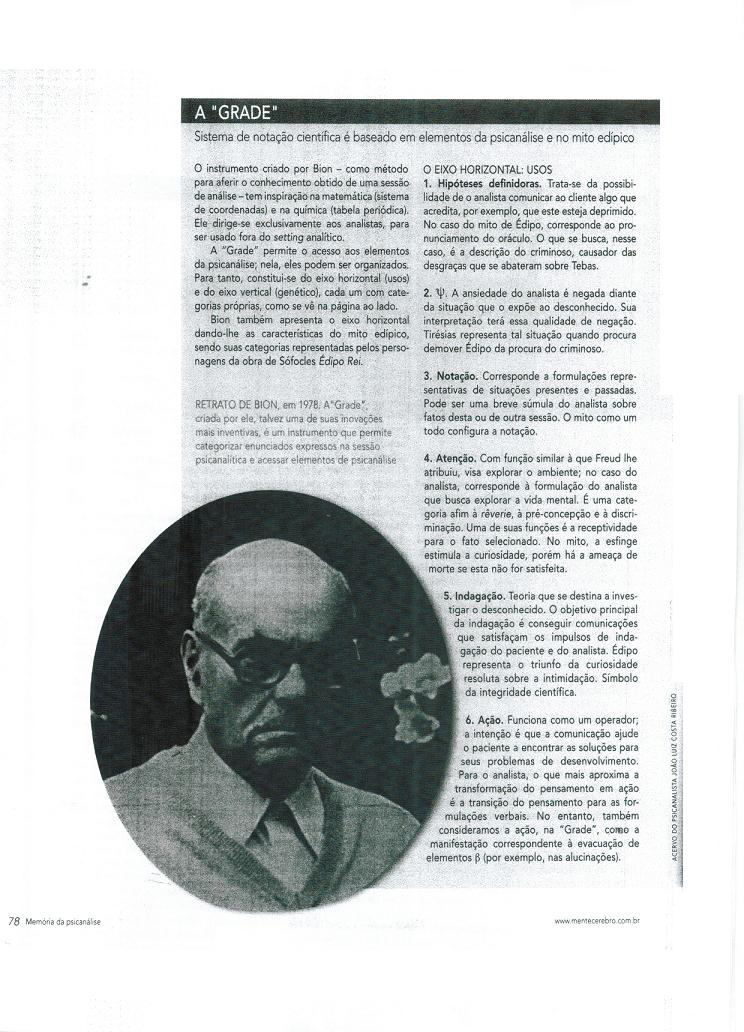 A "GRADE"
Sistema de notação científica é baseado em elementos da psicanálise e no mito edípico
O instrumento criado por Bion – como método
para aferir o conhecimento obtido de uma sessão
de análise – tem inspiração na matemática (sistema
de coordenadas) e na química (tabela periódica).
Ele dirige-se exclusivamente aos analistas, para
ser usado fora do setting analítico.
A "Grade" permite o acesso aos elementos
da psicanálise; nela, eles podem ser organizados.
Para tanto, constitui-se do eixo horizontal (usos)
e do eixo vertical (genético), cada um com cate-
gorias próprias, como se vê na página ao lado.
Bion também apresenta o eixo horizontal
dando-lhe as características do mito edípico,
sendo suas categorias representadas pelos perso-
nagens da obra de Sófocles Édipo Rei.
RETRATO DE BION, em 1978. A"Grade",
criada por ele, talvez uma de suas inovações
mais inventivas, é um instrumento que permite
categorizar enunciados expressos na sessão
psicanalítica e acessar elementos de psicanálise
O EIXO HORIZONTAL: USOS
1. Hipóteses definidoras. Trata-se da possibi-
lidade de o analista comunicar ao cliente algo que
acredita, por exemplo, que este esteja deprimido.
No caso do mito de Édipo, corresponde ao pro-
nunciamento do oráculo. O que se busca, nesse
caso, é a descrição do criminoso, causador das
desgraças que se abateram sobre Tebas.
2. Ψ. A ansiedade do analista é negada diante
da situação que o expõe ao desconhecido. Sua
interpretação terá essa qualidade de negação.
Tirésias representa tal situação quando procura
demover Édipo da procura do criminoso.
3. Notação. Corresponde a formulações repre-
sentativas de situações presentes e passadas.
Pode ser uma breve súmula do analista sobre
fatos desta ou de outra sessão. O mito como um
todo configura a notação.
4. Atenção. Com função similar à que Freud lhe
atribuiu, visa explorar o ambiente; no caso do
analista, corresponde à formulação do analista
que busca explorar a vida mental. É uma cate-
goria afim à rêverie, à pré-concepção e à discri-
minação. Uma de suas funções é a receptividade
para o fato selecionado. No mito, a esfinge
estimula a curiosidade, porém há a ameaça de
morte se esta não for satisfeita.
5. Indagação. Teoria que se destina a inves-
tigar o desconhecido. O objetivo principal
da indagação é conseguir comunicações
que satisfaçam os impulsos de inda-
gação do paciente e do analista. Édipo
representa o triunfo da curiosidade
resoluta sobre a intimidação. Símbolo
da integridade científica.
6. Ação. Funciona como um operador;
a intenção é que a comunicação ajude
o paciente a encontrar as soluções para
seus problemas de desenvolvimento.
Para o analista, o que mais aproxima a
transformação do pensamento em ação
é a transição do pensamento para as for-
mulações verbais. No entanto, também
consideramos a ação, na "Grade", como a
manifestação correspondente à evacuação de
elementos β (por exemplo, nas alucinações).
ACERVO DO PSICANALISTA JOÃO LUIZ COSTA RIBEIRO
78 Memória da psicanálise
www.mentecerebro.com.br